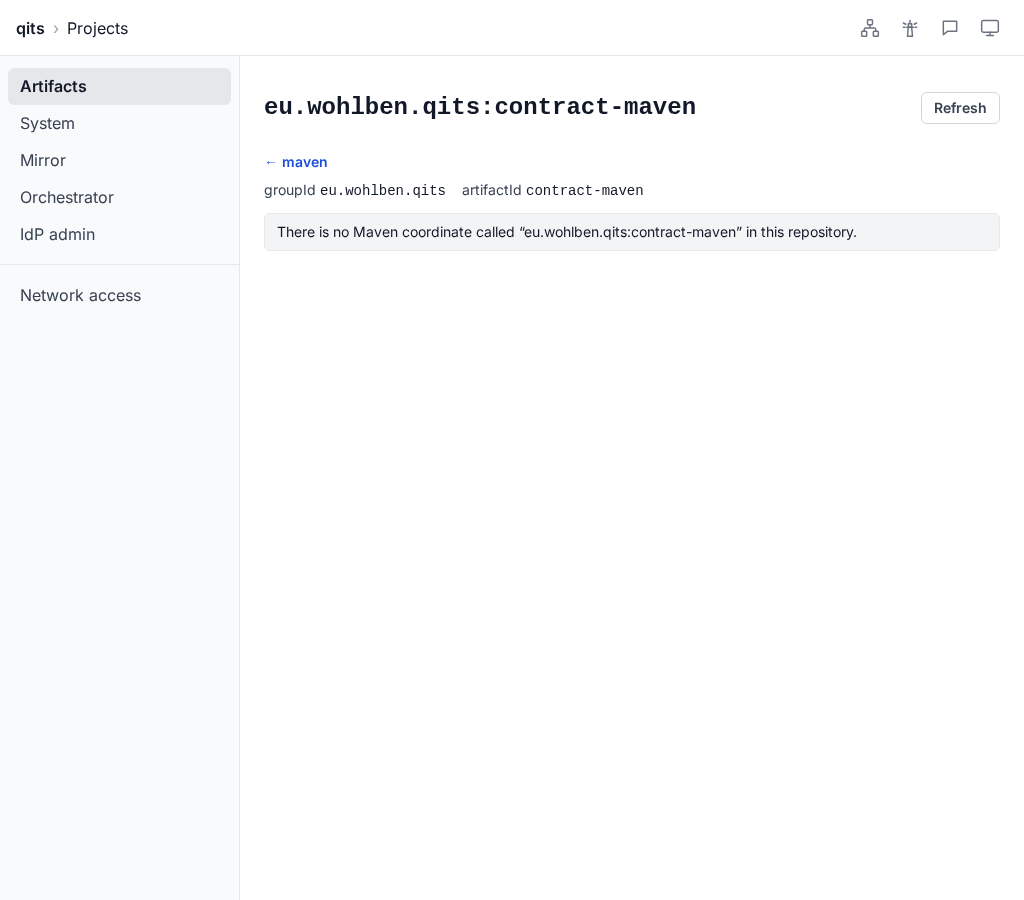 qits › Projects
Artifacts
System
Mirror
Orchestrator
IdP admin
Network access
eu.wohlben.qits:contract-maven
Refresh
← maven
groupId eu.wohlben.qits artifactId contract-maven
There is no Maven coordinate called “eu.wohlben.qits:contract-maven” in this repository.